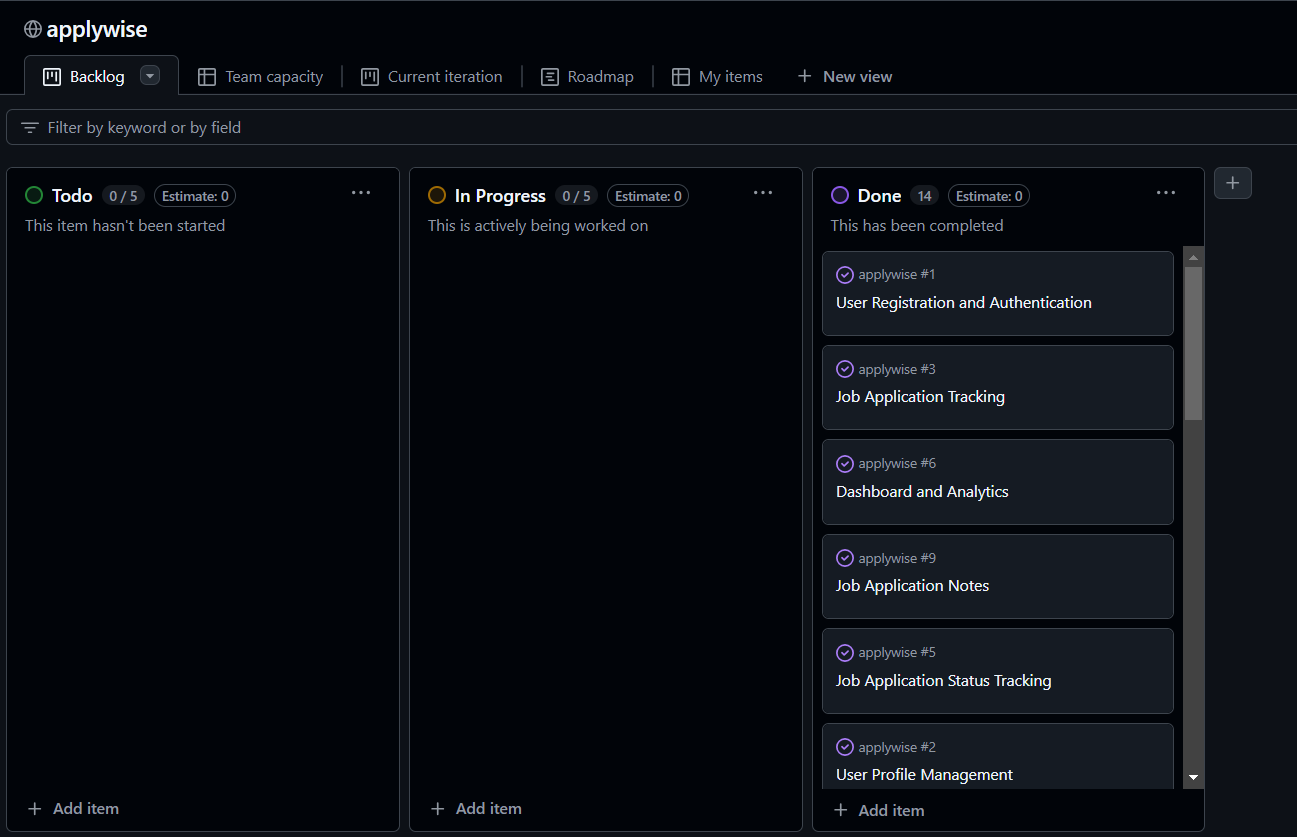 applywise
Backlog
Team capacity
Current iteration
Roadmap
My items
New view
Filter by keyword or by field
Todo 0 / 5 Estimate: 0
This item hasn't been started
Add item
In Progress 0 / 5 Estimate: 0
This is actively being worked on
Add item
Done 14 Estimate: 0
This has been completed
applywise #1
User Registration and Authentication
applywise #3
Job Application Tracking
applywise #6
Dashboard and Analytics
applywise #9
Job Application Notes
applywise #5
Job Application Status Tracking
applywise #2
User Profile Management
Add item